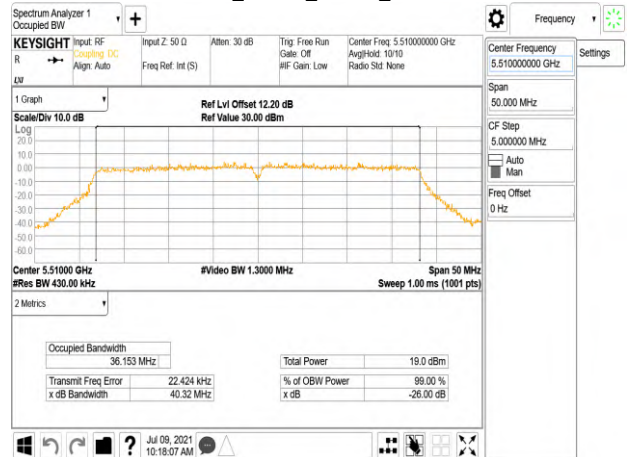 Spectrum Analyzer 1
Occupied BW
Frequency
KEYSIGHT
R
LXI
Input: RF
Coupling: DC
Align: Auto
Input Z: 50 Ω
Freq Ref: Int (S)
Atten: 30 dB
Trig: Free Run
Gate: Off
#IF Gain: Low
Center Freq: 5.510000000 GHz
Avg|Hold: 10/10
Radio Std: None
Center Frequency
5.510000000 GHz
Settings
Span
50.000 MHz
CF Step
5.000000 MHz
Auto
Man
Freq Offset
0 Hz
1 Graph
Scale/Div 10.0 dB
Ref Lvl Offset 12.20 dB
Ref Value 30.00 dBm
Log
20.0
10.0
0.00
-10.0
-20.0
-30.0
-40.0
-50.0
-60.0
Center 5.51000 GHz
#Res BW 430.00 kHz
#Video BW 1.3000 MHz
Span 50 MHz
Sweep 1.00 ms (1001 pts)
2 Metrics
Occupied Bandwidth
36.153 MHz
Total Power 19.0 dBm
Transmit Freq Error 22.424 kHz
% of OBW Power 99.00 %
x dB Bandwidth 40.32 MHz
x dB -26.00 dB
?
Jul 09, 2021
10:18:07 AM